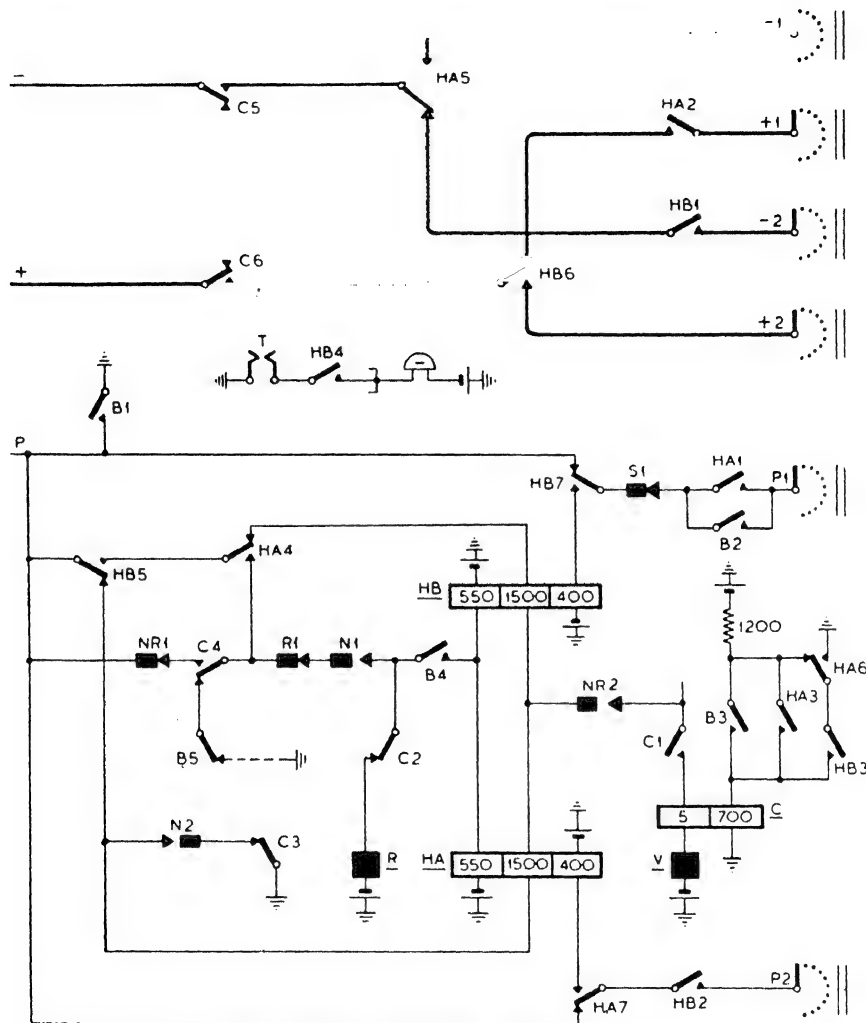 -1
− HA5
C5 HA2 +1
HB1 -2
C6
+ HB6
+2
T HB4
B1
P
S1 HA1 P1
HB7
B2
HA4
HB5
HB 550 1500 400
1200
NR1 C4 R1 N1
B4
HA6
NR2
HA3
B3
C1
B5 C2
HB3
5 700 C
N2 C3
R HA 550 1500 400 V
P2
HA7 HB2